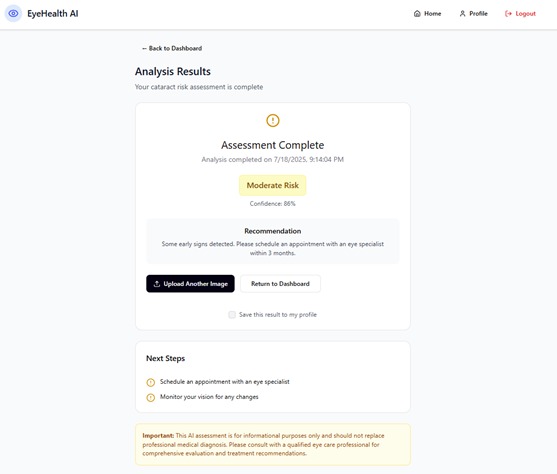 EyeHealth AI
Home
Profile
Logout
← Back to Dashboard
Analysis Results
Your cataract risk assessment is complete
Assessment Complete
Analysis completed on 7/18/2025, 9:14:04 PM
Moderate Risk
Confidence: 86%
Recommendation
Some early signs detected. Please schedule an appointment with an eye specialist
within 3 months.
Upload Another Image
Return to Dashboard
Save this result to my profile
Next Steps
Schedule an appointment with an eye specialist
Monitor your vision for any changes
Important: This AI assessment is for informational purposes only and should not replace
professional medical diagnosis. Please consult with a qualified eye care professional for
comprehensive evaluation and treatment recommendations.